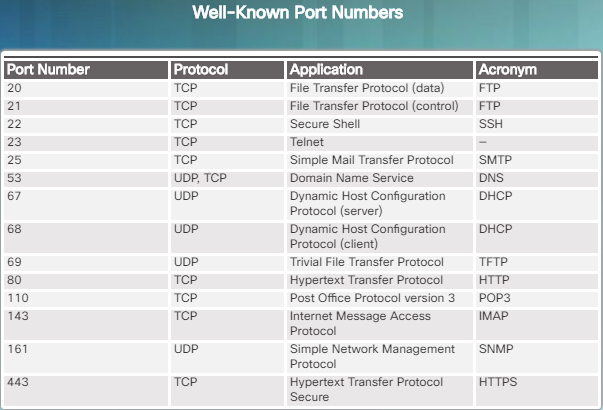 Well-Known Port Numbers
Port Number Protocol Application Acronym
20 TCP File Transfer Protocol (data) FTP
21 TCP File Transfer Protocol (control) FTP
22 TCP Secure Shell SSH
23 TCP Telnet –
25 TCP Simple Mail Transfer Protocol SMTP
53 UDP, TCP Domain Name Service DNS
67 UDP Dynamic Host Configuration DHCP
Protocol (server)
68 UDP Dynamic Host Configuration DHCP
Protocol (client)
69 UDP Trivial File Transfer Protocol TFTP
80 TCP Hypertext Transfer Protocol HTTP
110 TCP Post Office Protocol version 3 POP3
143 TCP Internet Message Access IMAP
Protocol
161 UDP Simple Network Management SNMP
Protocol
443 TCP Hypertext Transfer Protocol HTTPS
Secure